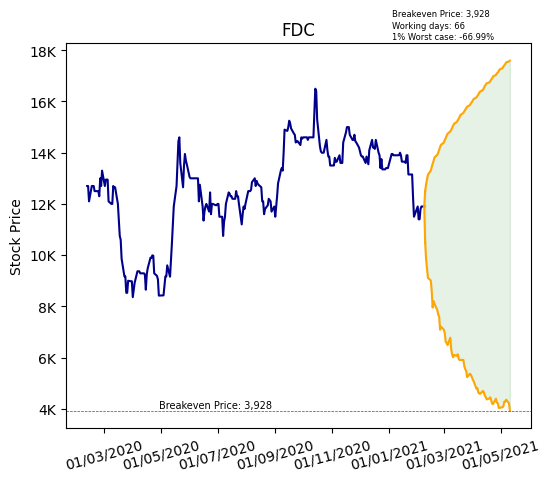 Breakeven Price: 3,928
Working days: 66
1% Worst case: -66.99%
FDC
Stock Price
18K
16K
14K
12K
10K
8K
6K
4K
Breakeven Price: 3,928
01/03/2020
01/05/2020
01/07/2020
01/09/2020
01/11/2020
01/01/2021
01/03/2021
01/05/2021